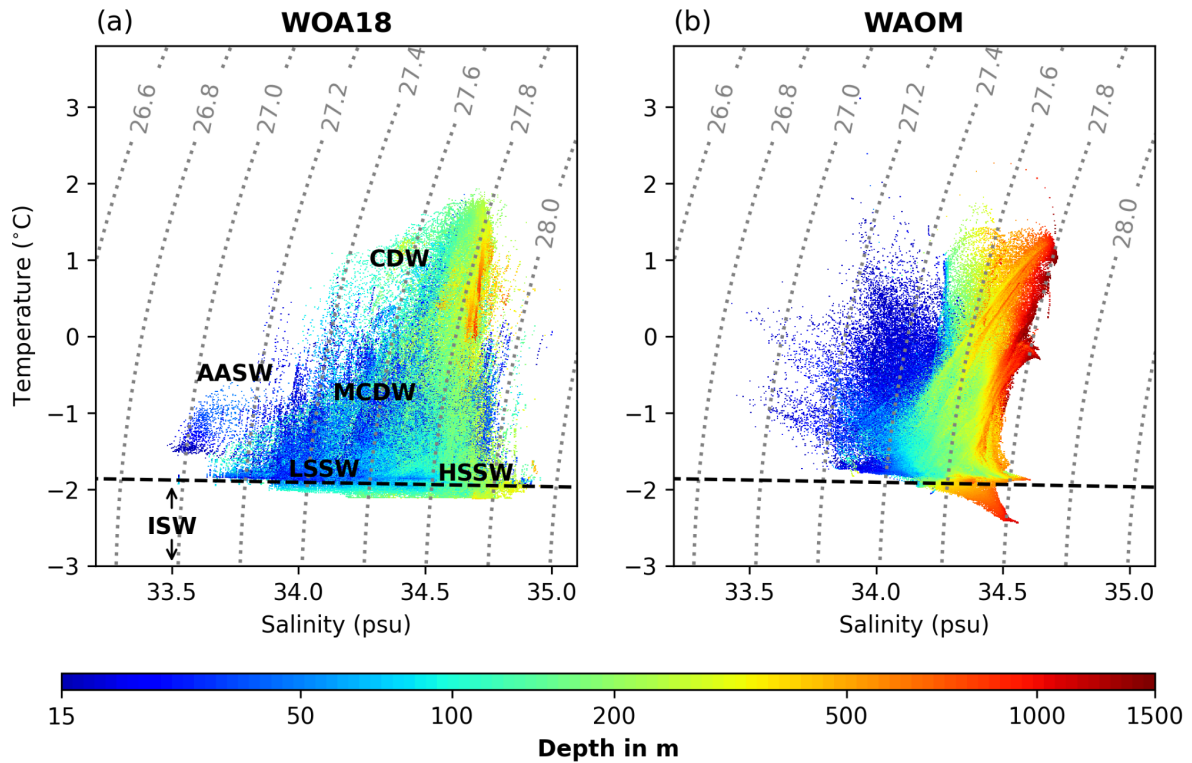 (a) WOA18
(b) WAOM
26.6 26.8 27.0 27.2 27.4 27.6 27.8 28.0
26.6 26.8 27.0 27.2 27.4 27.6 27.8 28.0
Temperature (°C)
3
2
1
0
−1
−2
−3
CDW
AASW
MCDW
LSSW
HSSW
ISW
33.5 34.0 34.5 35.0
Salinity (psu)
3
2
1
0
−1
−2
−3
33.5 34.0 34.5 35.0
Salinity (psu)
15 50 100 200 500 1000 1500
Depth in m